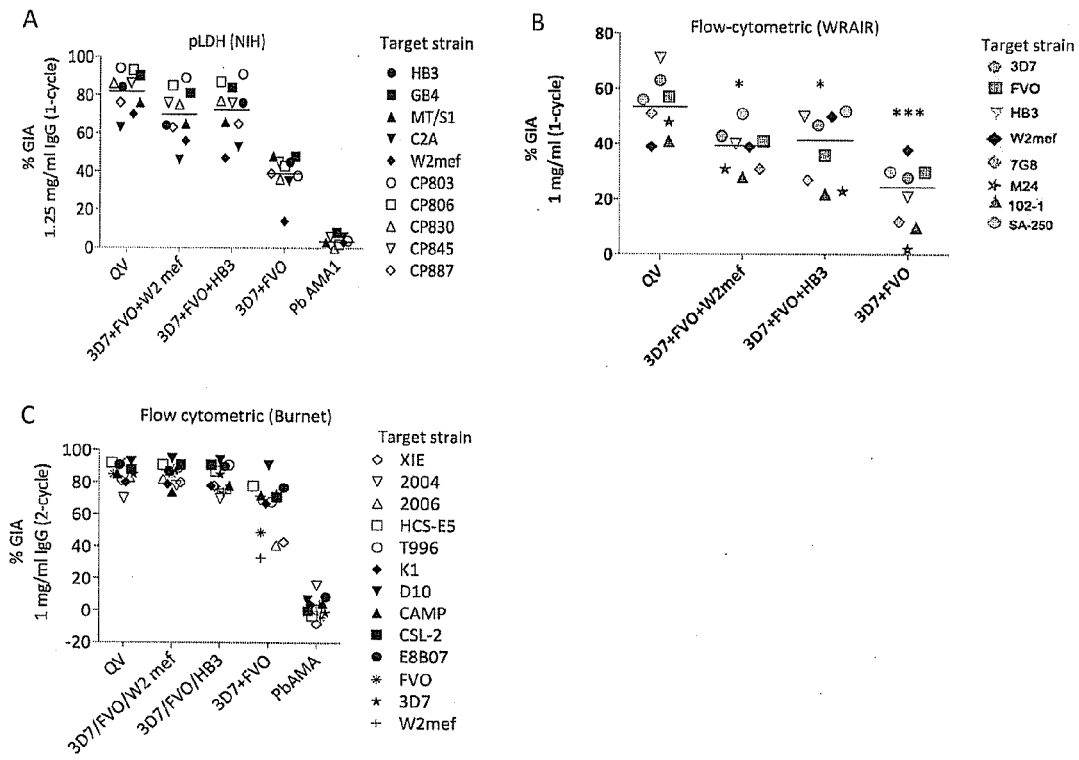 A
pLDH (NIH)
% GIA
1.25 mg/ml IgG (1-cycle)
100
80
60
40
20
0
QV
3D7+FVO+W2 mef
3D7+FVO+HB3
3D7+FVO
Pb AMA1
Target strain
HB3
GB4
MT/S1
C2A
W2mef
CP803
CP806
CP830
CP845
CP887
B
Flow-cytometric (WRAIR)
% GIA
1 mg/ml (1-cycle)
80
60
40
20
0
*
*
***
QV
3D7+FVO+W2mef
3D7+FVO+HB3
3D7+FVO
Target strain
3D7
FVO
HB3
W2mef
7G8
M24
102-1
SA-250
C
Flow cytometric (Burnet)
% GIA
1 mg/ml IgG (2-cycle)
100
80
60
40
20
0
-20
QV
3D7/FVO/W2 mef
3D7/FVO/HB3
3D7+FVO
PbAMA
Target strain
XIE
2004
2006
HCS-E5
T996
K1
D10
CAMP
CSL-2
E8B07
FVO
3D7
W2mef